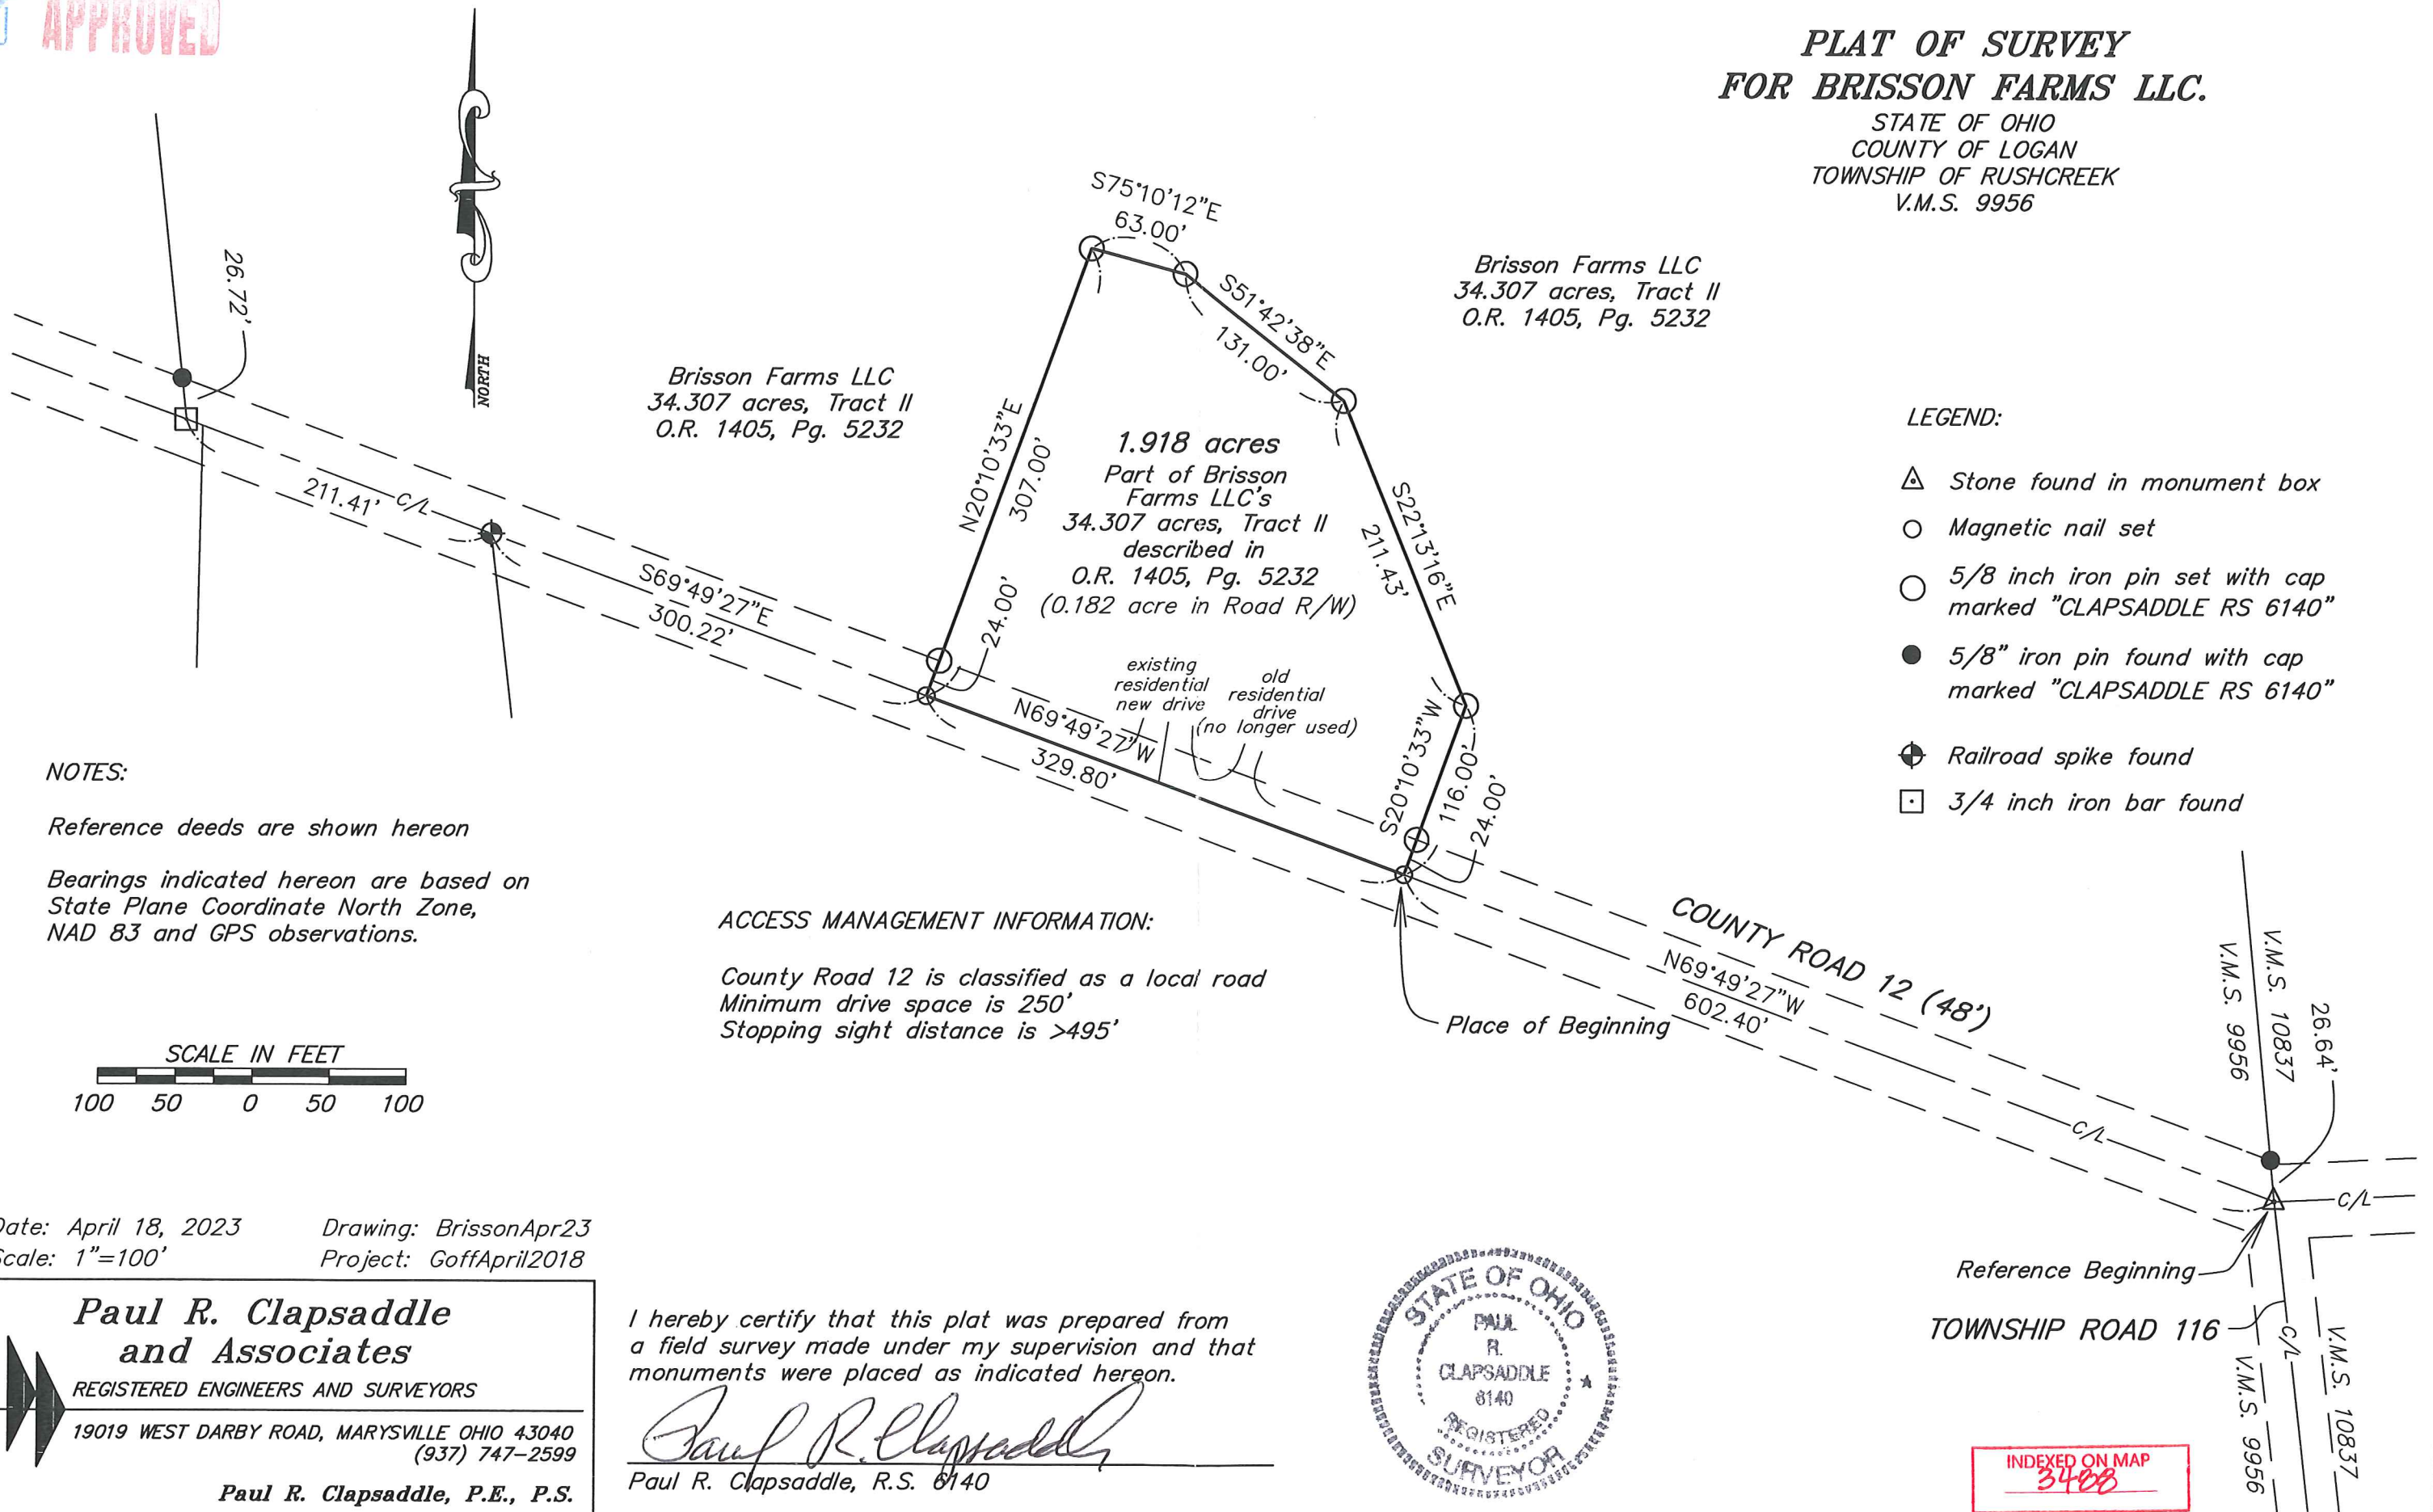 APPROVED
PLAT OF SURVEY
FOR BRISSON FARMS LLC.
STATE OF OHIO
COUNTY OF LOGAN
TOWNSHIP OF RUSHCREEK
V.M.S. 9956
NORTH
26.72'
211.41'
C/L
S69°49'27"E
300.22'
Brisson Farms LLC
34.307 acres, Tract II
O.R. 1405, Pg. 5232
N20°10'33"E
307.00'
24.00'
S75°10'12"E
63.00'
S51°42'38"E
131.00'
Brisson Farms LLC
34.307 acres, Tract II
O.R. 1405, Pg. 5232
1.918 acres
Part of Brisson
Farms LLC's
34.307 acres, Tract II
described in
O.R. 1405, Pg. 5232
(0.182 acre in Road R/W)
S22°13'16"E
211.43'
existing
residential
new drive
old
residential
drive
(no longer used)
N69°49'27"W
329.80'
S20°10'33"W
116.00'
24.00'
LEGEND:
Stone found in monument box
Magnetic nail set
5/8 inch iron pin set with cap
marked "CLAPSADDLE RS 6140"
5/8" iron pin found with cap
marked "CLAPSADDLE RS 6140"
Railroad spike found
3/4 inch iron bar found
NOTES:
Reference deeds are shown hereon
Bearings indicated hereon are based on
State Plane Coordinate North Zone,
NAD 83 and GPS observations.
ACCESS MANAGEMENT INFORMATION:
County Road 12 is classified as a local road
Minimum drive space is 250'
Stopping sight distance is >495'
Place of Beginning
COUNTY ROAD 12 (48')
N69°49'27"W
602.40'
C/L
V.M.S. 9956
V.M.S. 10837
26.64'
C/L
Reference Beginning
TOWNSHIP ROAD 116
C/L
V.M.S. 9956
V.M.S. 10837
SCALE IN FEET
100 50 0 50 100
Date: April 18, 2023
Drawing: BrissonApr23
Scale: 1"=100'
Project: GoffApril2018
Paul R. Clapsaddle
and Associates
REGISTERED ENGINEERS AND SURVEYORS
19019 WEST DARBY ROAD, MARYSVILLE OHIO 43040
(937) 747-2599
Paul R. Clapsaddle, P.E., P.S.
I hereby certify that this plat was prepared from
a field survey made under my supervision and that
monuments were placed as indicated hereon.
Paul R. Clapsaddle
Paul R. Clapsaddle, R.S. 6140
STATE OF OHIO
PAUL
R.
CLAPSADDLE
6140
REGISTERED
SURVEYOR
INDEXED ON MAP